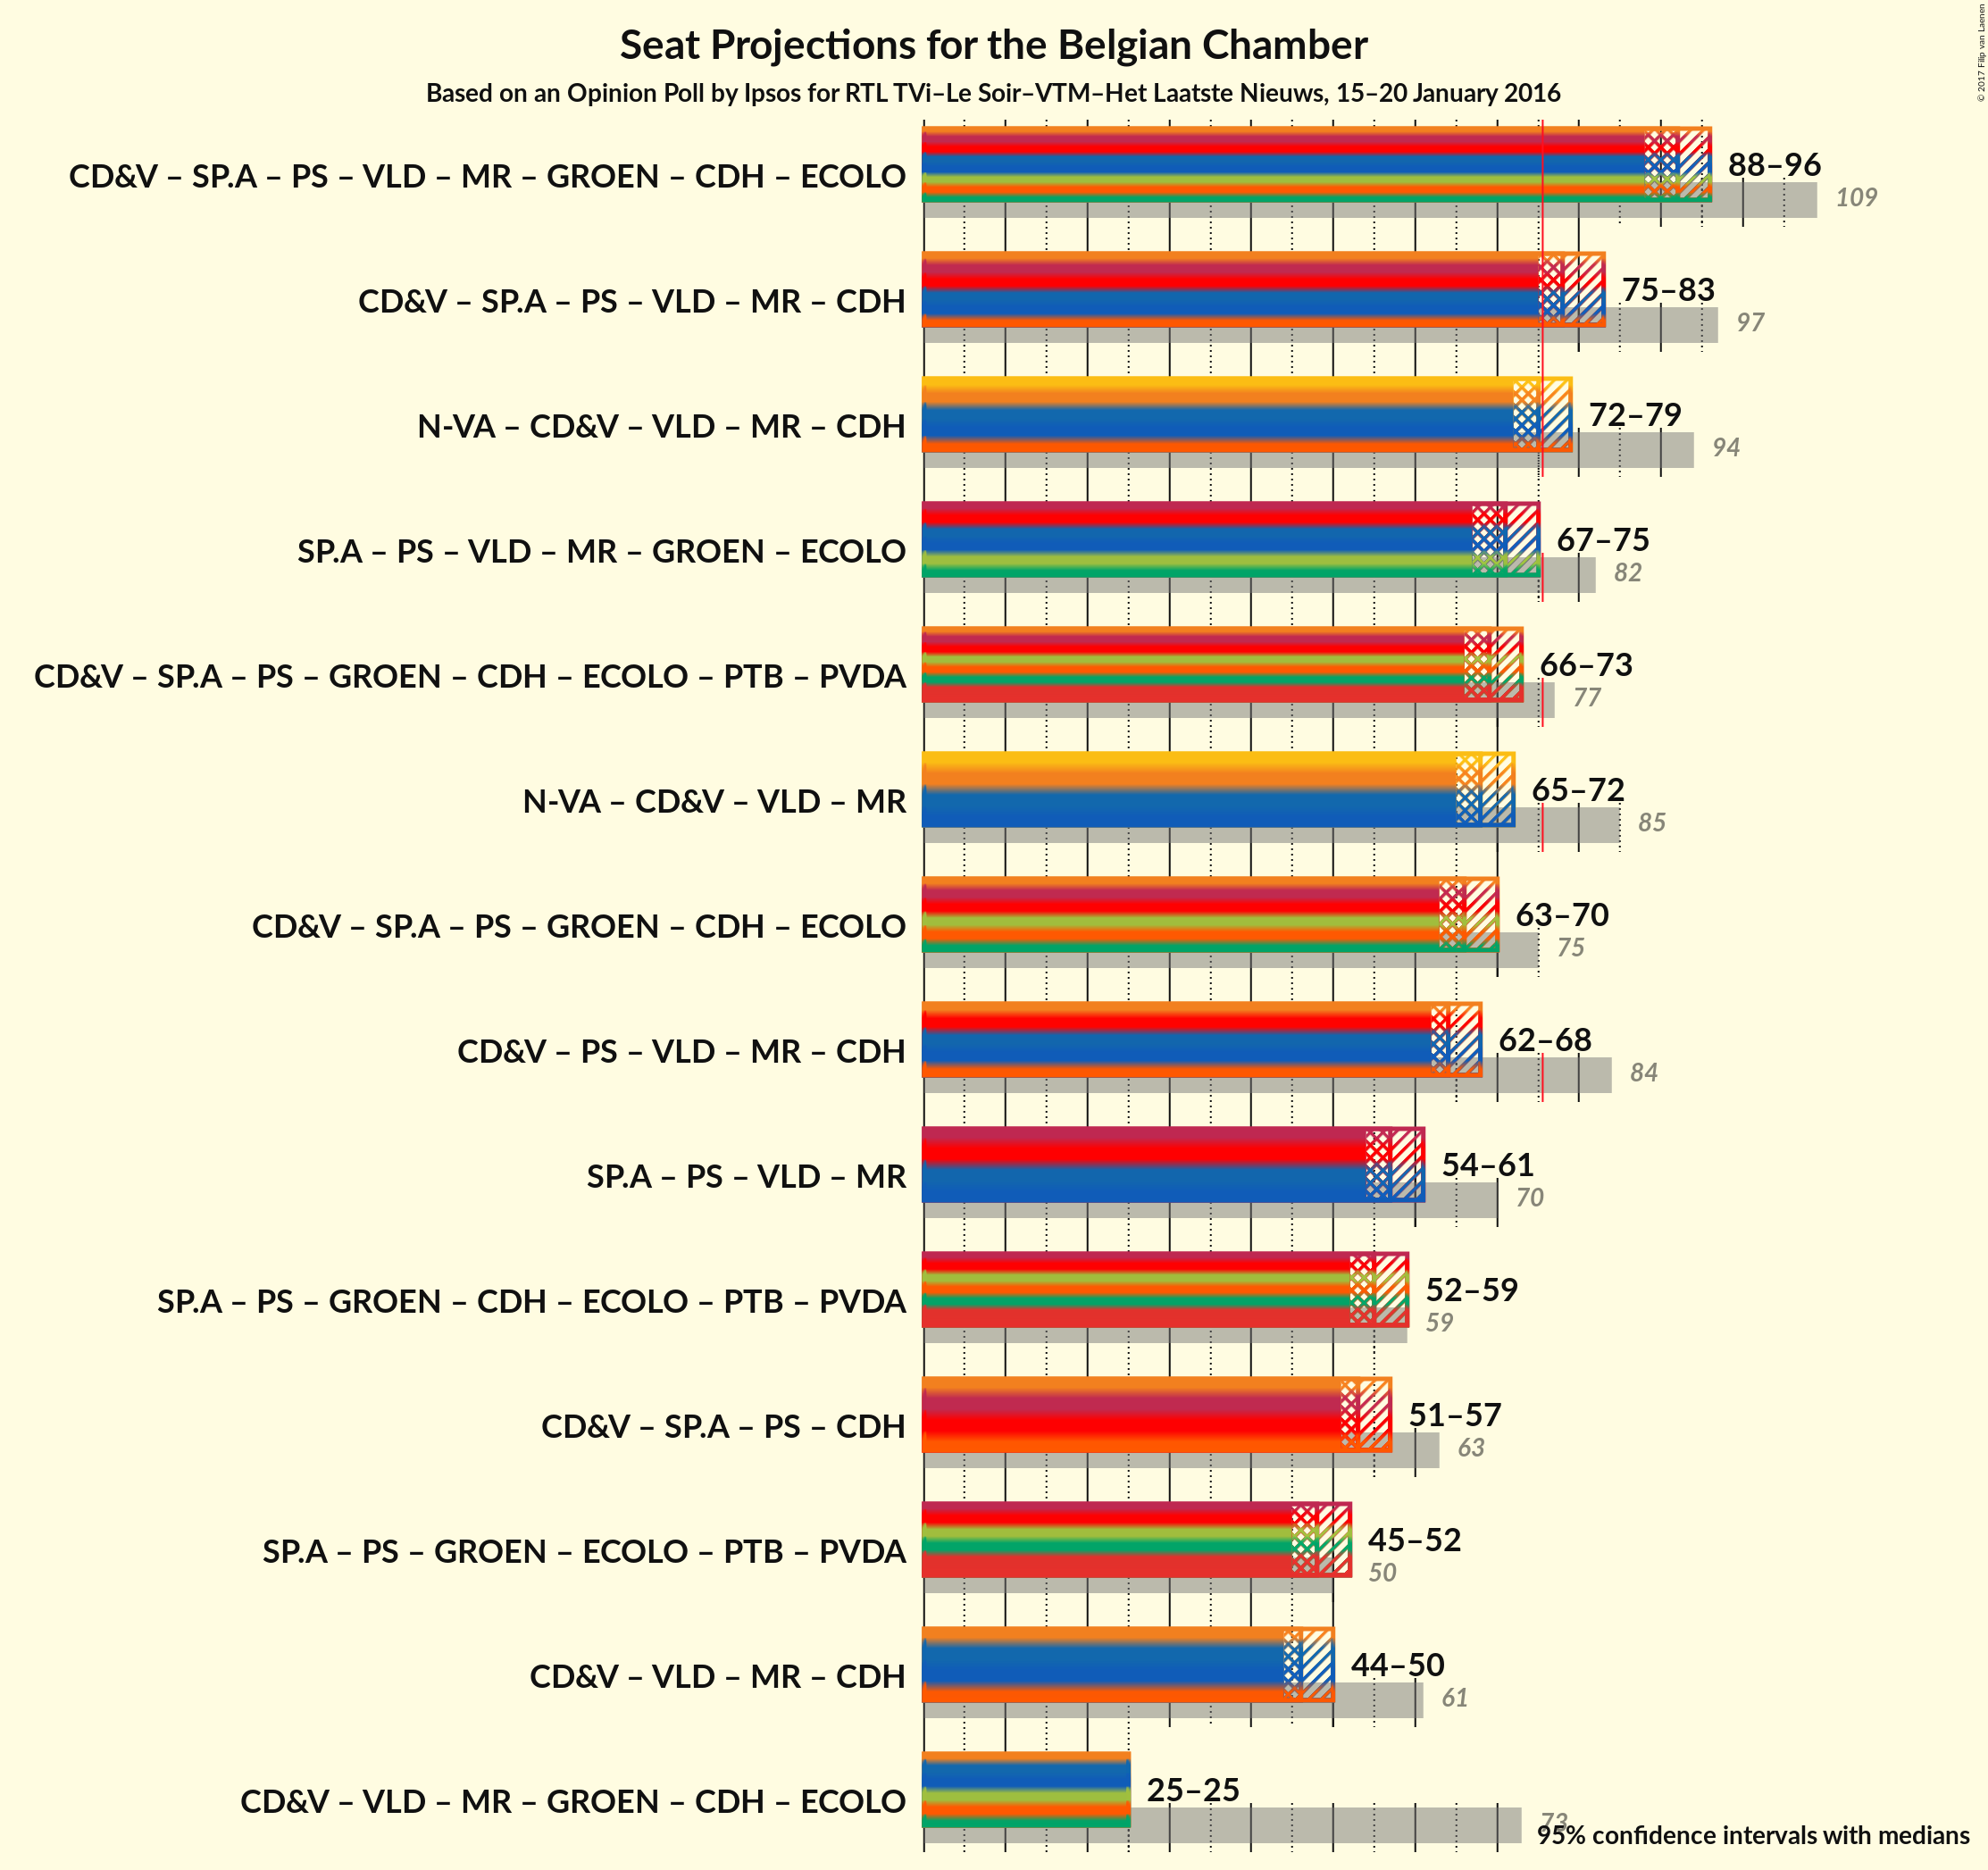 Seat Projections for the Belgian Chamber
Based on an Opinion Poll by Ipsos for RTL TVi–Le Soir–VTM–Het Laatste Nieuws, 15–20 January 2016
© 2017 Filip van Laenen
CD&V – SP.A – PS – VLD – MR – GROEN – CDH – ECOLO
88–96
109
CD&V – SP.A – PS – VLD – MR – CDH
75–83
97
N-VA – CD&V – VLD – MR – CDH
72–79
94
SP.A – PS – VLD – MR – GROEN – ECOLO
67–75
82
CD&V – SP.A – PS – GROEN – CDH – ECOLO – PTB – PVDA
66–73
77
N-VA – CD&V – VLD – MR
65–72
85
CD&V – SP.A – PS – GROEN – CDH – ECOLO
63–70
75
CD&V – PS – VLD – MR – CDH
62–68
84
SP.A – PS – VLD – MR
54–61
70
SP.A – PS – GROEN – CDH – ECOLO – PTB – PVDA
52–59
59
CD&V – SP.A – PS – CDH
51–57
63
SP.A – PS – GROEN – ECOLO – PTB – PVDA
45–52
50
CD&V – VLD – MR – CDH
44–50
61
CD&V – VLD – MR – GROEN – CDH – ECOLO
25–25
73
95% confidence intervals with medians